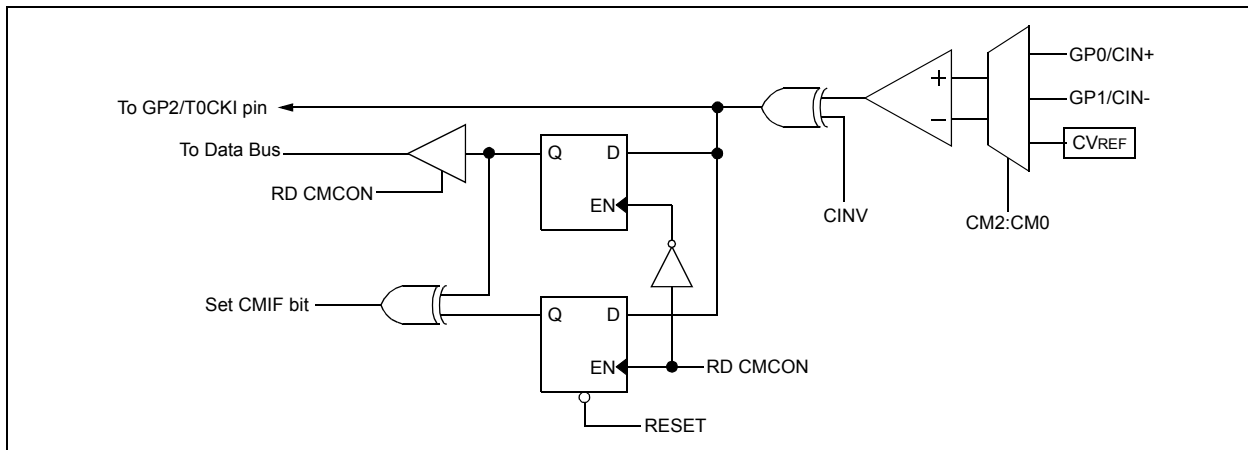 GP0/CIN+
To GP2/T0CKI pin
+
GP1/CIN-
To Data Bus
Q D
−
CVREF
RD CMCON
EN
CINV
CM2:CM0
Set CMIF bit
Q D
EN
RD CMCON
RESET